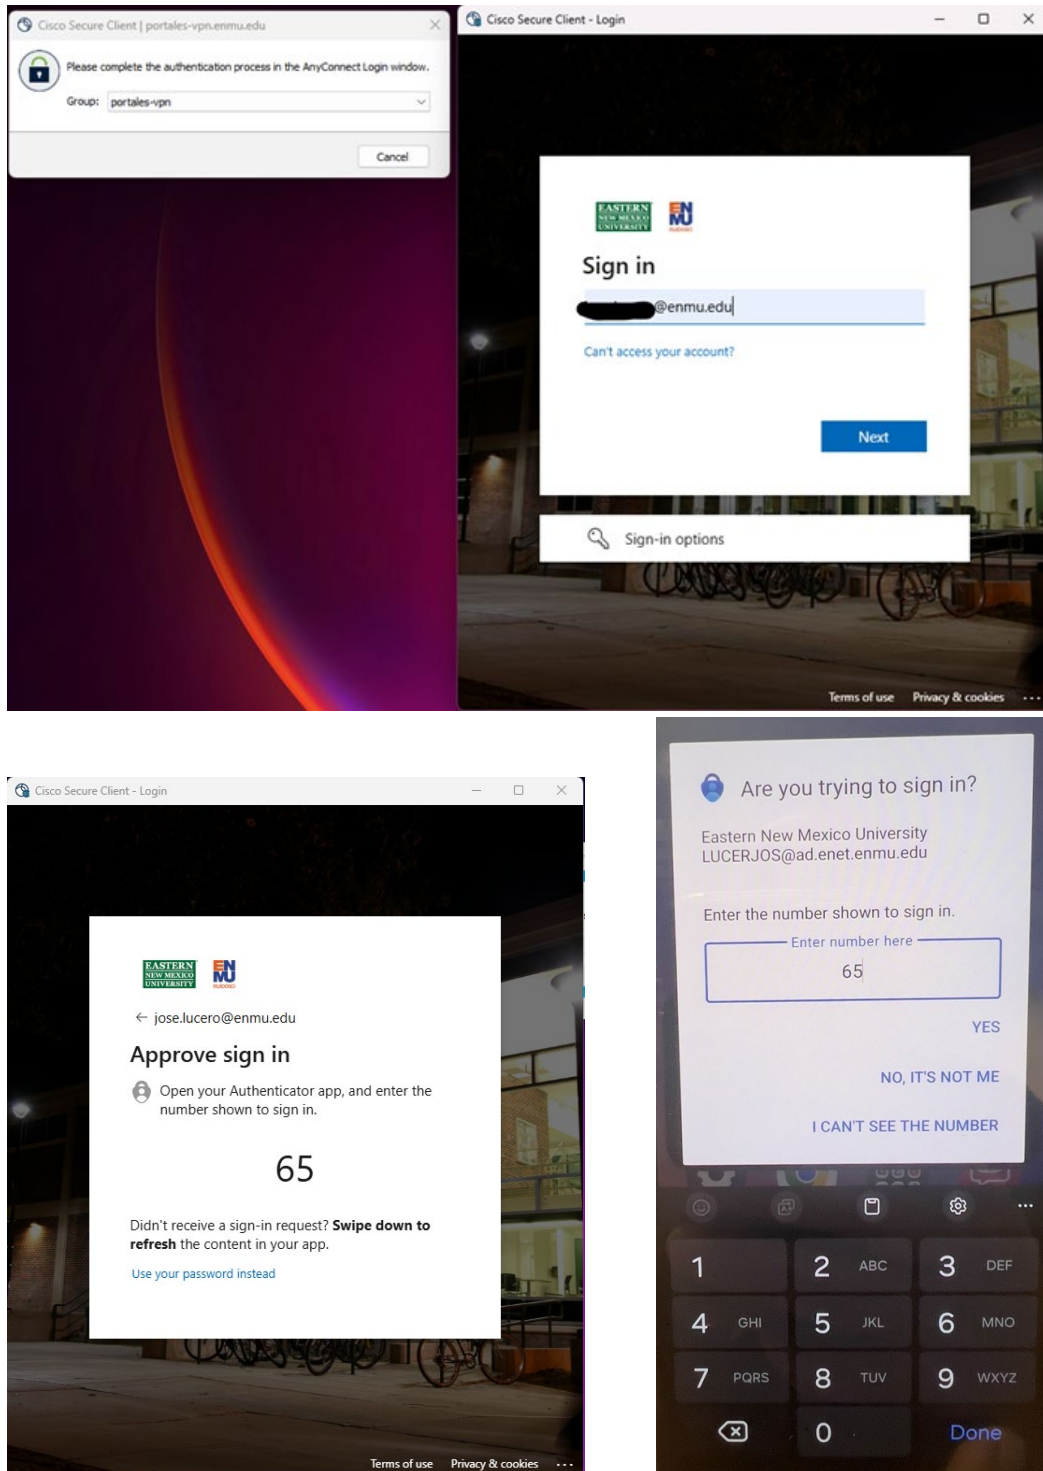 Cisco Secure Client | portales-vpn.enmu.edu
Please complete the authentication process in the AnyConnect Login window.
Group: portales-vpn
Cancel
Cisco Secure Client - Login
EASTERN
NEW MEXICO
UNIVERSITY
EN
MU
RUIDOSO
Sign in
@enmu.edu
Can't access your account?
Next
Sign-in options
Terms of use Privacy & cookies ...
Cisco Secure Client - Login
EASTERN
NEW MEXICO
UNIVERSITY
EN
MU
RUIDOSO
← jose.lucero@enmu.edu
Approve sign in
Open your Authenticator app, and enter the
number shown to sign in.
65
Didn't receive a sign-in request? Swipe down to
refresh the content in your app.
Use your password instead
Terms of use Privacy & cookies ...
Are you trying to sign in?
Eastern New Mexico University
LUCERJOS@ad.enet.enmu.edu
Enter the number shown to sign in.
Enter number here
65
YES
NO, IT'S NOT ME
I CAN'T SEE THE NUMBER
1 2 ABC 3 DEF
4 GHI 5 JKL 6 MNO
7 PQRS 8 TUV 9 WXYZ
0 Done